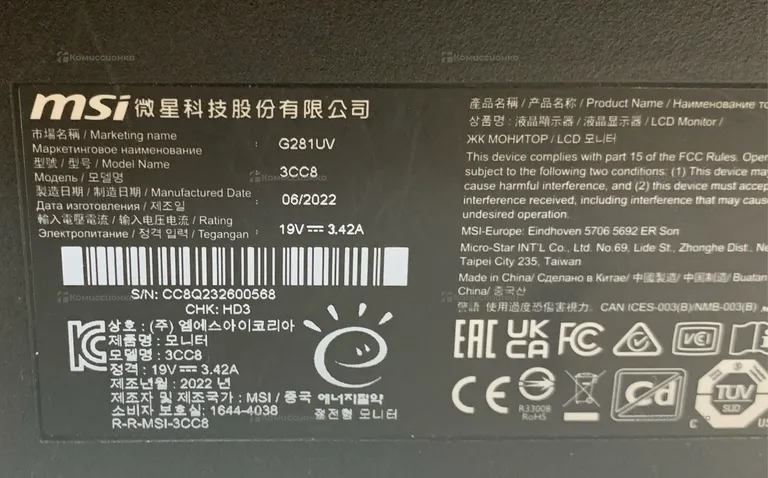 msi 微星科技股份有限公司
市場名稱 / Marketing name
Маркетинговое наименование : G281UV
型號 / 型号 / Model Name
Модель / 모델명 : 3CC8
製造日期 / 制造日期 / Manufactured Date
Дата изготовления / 제조일 : 06/2022
輸入電壓電流 / 输入电压电流 / Rating
Электропитание / 정격 입력 / Tegangan : 19V 3.42A
S/N: CC8Q232600568
CHK: HD3
상호 : (주) 엠에스아이코리아
제품명 : 모니터
모델명 : 3CC8
정격 : 19V 3.42A
제조년월 : 2022 년
제조자 및 제조국가 : MSI / 중국
소비자 보호실: 1644-4038
R-R-MSI-3CC8
에너지절약
절전형 모니터
產品名稱 / 产品名称 / Product Name / Наименование
商品名 : 液晶顯示器 / 液晶显示器 / LCD Monitor /
ЖК МОНИТОР / LCD 모니터
This device complies with part 15 of the FCC Rules.
subject to the following two conditions: (1) This device
cause harmful interference, and (2) this device must
interference received, including interference that may
undesired operation.
MSI-Europe: Eindhoven 5706 5692 ER Son
Micro-Star INT'L Co., Ltd. No.69, Lide St., Zhonghe Dist.,
Taipei City 235, Taiwan
Made in China/ Сделано в Китае/ 中國製造/ 中国制造/ Buatan
China/ 중국산
警語 使用過度恐傷害視力. CAN ICES-003(B)/NMB-003(B)
EAC UK CA FC VCI
CE R33008 RoHS Cd TÜV SÜD
C
Комиссионка
Комиссионка
Комиссионка
Комиссионка
Комиссионка